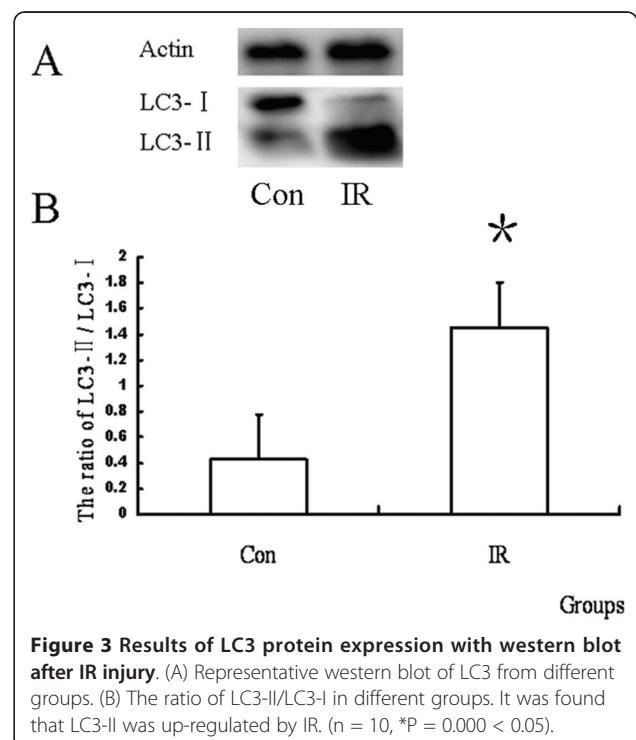 A
Actin
LC3-Ⅰ
LC3-II
Con IR
B
*
The ratio of LC3-II / LC3-Ⅰ
2
1.8
1.6
1.4
1.2
1
0.8
0.6
0.4
0.2
0
Con IR
Groups
Figure 3 Results of LC3 protein expression with western blot
after IR injury. (A) Representative western blot of LC3 from different
groups. (B) The ratio of LC3-II/LC3-I in different groups. It was found
that LC3-II was up-regulated by IR. (n = 10, *P = 0.000 < 0.05).